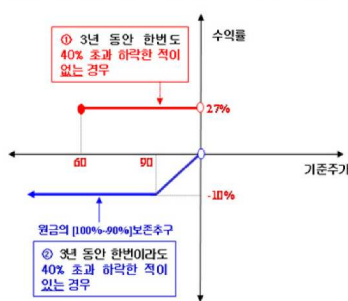 ① 3년 동안 한번도
40% 초과 하락한 적이
없는 경우
수익률
27%
60
90
기준주가
-10%
원금의 [100%~90%]보존추구
② 3년 동안 한번이라도
40% 초과 하락한 적이
있는 경우